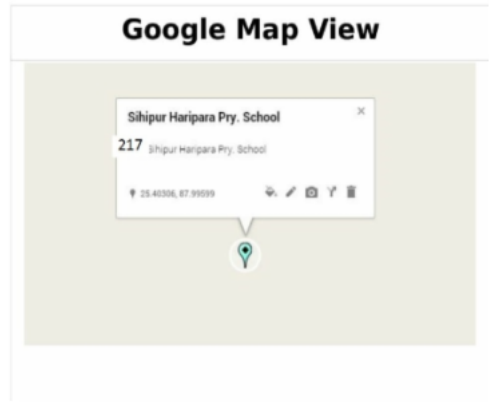 Google Map View
Sihipur Haripara Pry. School
217 Sihipur Haripara Pry. School
25.40306, 87.99599